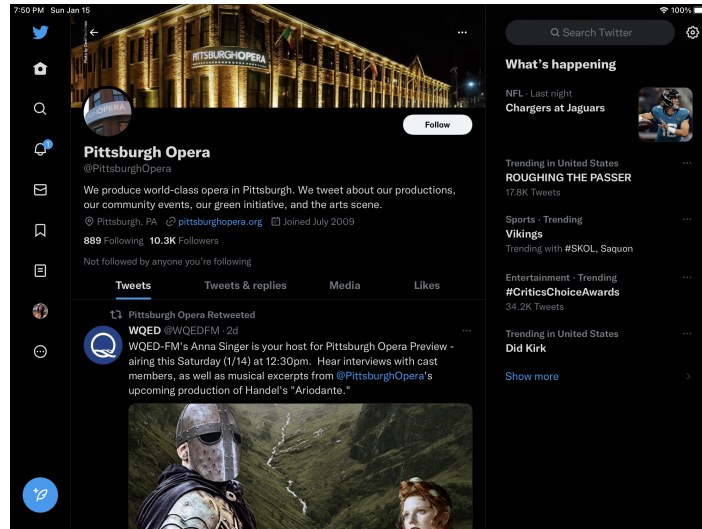 7:50 PM Sun Jan 15
100%
PITTSBURGHOPERA
Follow
Pittsburgh Opera
@PittsburghOpera
We produce world-class opera in Pittsburgh. We tweet about our productions,
our community events, our green initiative, and the arts scene.
Pittsburgh, PA pittsburghopera.org Joined July 2009
889 Following 10.3K Followers
Not followed by anyone you're following
Tweets Tweets & replies Media Likes
Pittsburgh Opera Retweeted
WQED @WQEDFM · 2d
WQED-FM's Anna Singer is your host for Pittsburgh Opera Preview -
airing this Saturday (1/14) at 12:30pm. Hear interviews with cast
members, as well as musical excerpts from @PittsburghOpera's
upcoming production of Handel's "Ariodante."
Search Twitter
What's happening
NFL · Last night
Chargers at Jaguars
Trending in United States
ROUGHING THE PASSER
17.8K Tweets
Sports · Trending
Vikings
Trending with #SKOL, Saquon
Entertainment · Trending
#CriticsChoiceAwards
34.2K Tweets
Trending in United States
Did Kirk
Show more